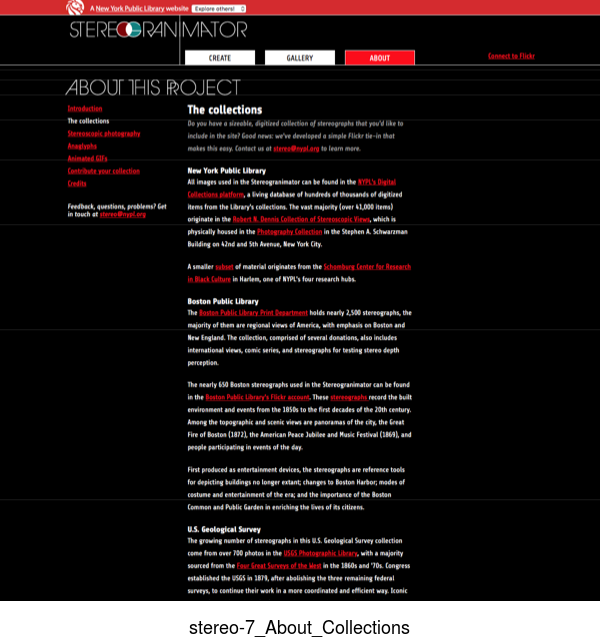 A New York Public Library website Explore others!
STEREOGRANIMATOR
CREATE GALLERY ABOUT Connect to Flickr
ABOUT THIS PROJECT
Introduction
The collections
Stereoscopic photography
Anaglyphs
Animated GIFs
Contribute your collection
Credits
Feedback, questions, problems? Get
in touch at stereo@nypl.org
The collections
Do you have a sizeable, digitized collection of stereographs that you'd like to
include in the site? Good news: we've developed a simple Flickr tie-in that
makes this easy. Contact us at stereo@nypl.org to learn more.
New York Public Library
All images used in the Stereogranimator can be found in the NYPL's Digital
Collections platform, a living database of hundreds of thousands of digitized
items from the Library's collections. The vast majority (over 41,000 items)
originate in the Robert N. Dennis Collection of Stereoscopic Views, which is
physically housed in the Photography Collection in the Stephen A. Schwarzman
Building on 42nd and 5th Avenue, New York City.
A smaller subset of material originates from the Schomburg Center for Research
in Black Culture in Harlem, one of NYPL's four research hubs.
Boston Public Library
The Boston Public Library Print Department holds nearly 2,500 stereographs, the
majority of them are regional views of America, with emphasis on Boston and
New England. The collection, comprised of several donations, also includes
international views, comic series, and stereographs for testing stereo depth
perception.
The nearly 650 Boston stereographs used in the Stereogranimator can be found
in the Boston Public Library's Flickr account. These stereographs record the built
environment and events from the 1850s to the first decades of the 20th century.
Among the topographic and scenic views are panoramas of the city, the Great
Fire of Boston (1872), the American Peace Jubilee and Music Festival (1869), and
people participating in events of the day.
First produced as entertainment devices, the stereographs are reference tools
for depicting buildings no longer extant; changes to Boston Harbor; modes of
costume and entertainment of the era; and the importance of the Boston
Common and Public Garden in enriching the lives of its citizens.
U.S. Geological Survey
The growing number of stereographs in this U.S. Geological Survey collection
come from over 700 photos in the USGS Photographic Library, with a majority
sourced from the Four Great Surveys of the West in the 1860s and '70s. Congress
established the USGS in 1879, after abolishing the three remaining federal
surveys, to continue their work in a more coordinated and efficient way. Iconic
stereo-7_About_Collections